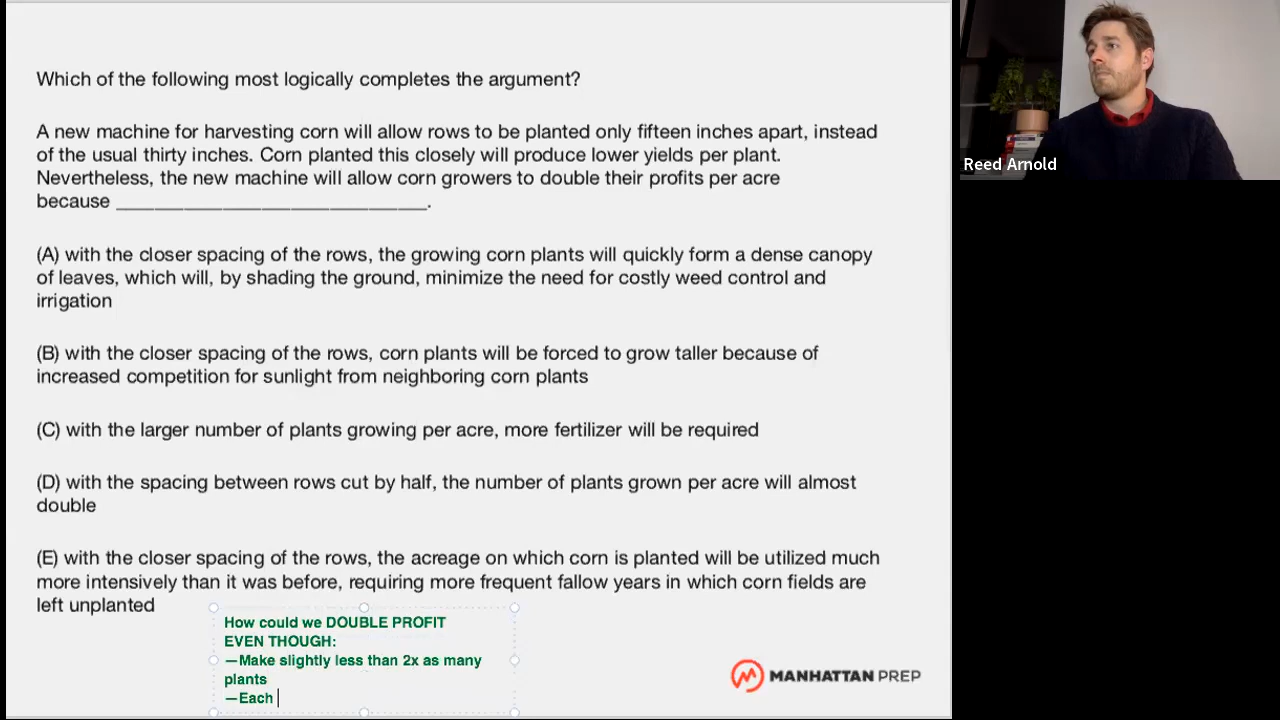 Which of the following most logically completes the argument?
A new machine for harvesting corn will allow rows to be planted only fifteen inches apart, instead
of the usual thirty inches. Corn planted this closely will produce lower yields per plant.
Nevertheless, the new machine will allow corn growers to double their profits per acre
because ______________________________.
(A) with the closer spacing of the rows, the growing corn plants will quickly form a dense canopy
of leaves, which will, by shading the ground, minimize the need for costly weed control and
irrigation
(B) with the closer spacing of the rows, corn plants will be forced to grow taller because of
increased competition for sunlight from neighboring corn plants
(C) with the larger number of plants growing per acre, more fertilizer will be required
(D) with the spacing between rows cut by half, the number of plants grown per acre will almost
double
(E) with the closer spacing of the rows, the acreage on which corn is planted will be utilized much
more intensively than it was before, requiring more frequent fallow years in which corn fields are
left unplanted
How could we DOUBLE PROFIT
EVEN THOUGH:
—Make slightly less than 2x as many
plants
—Each
MANHATTAN PREP
Reed Arnold